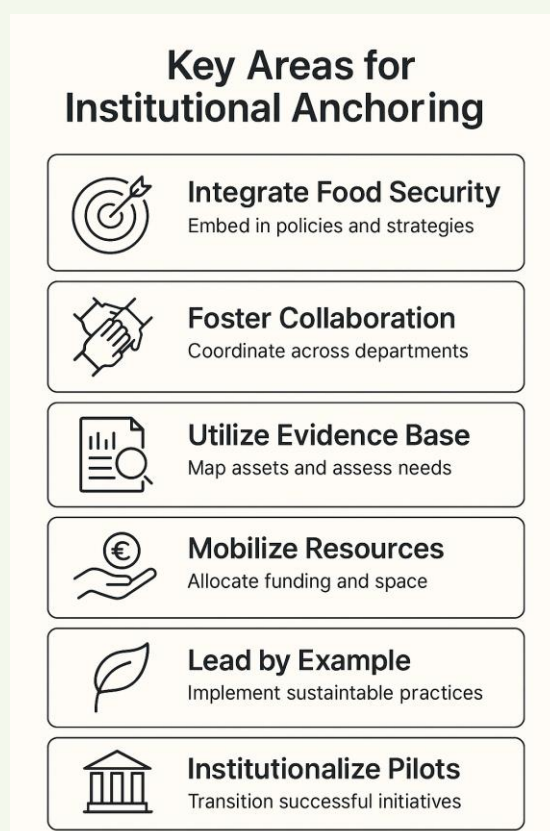 Key Areas for
Institutional Anchoring
Integrate Food Security
Embed in policies and strategies
Foster Collaboration
Coordinate across departments
Utilize Evidence Base
Map assets and assess needs
€
Mobilize Resources
Allocate funding and space
Lead by Example
Implement sustaintable practices
Institutionalize Pilots
Transition successful initiatives